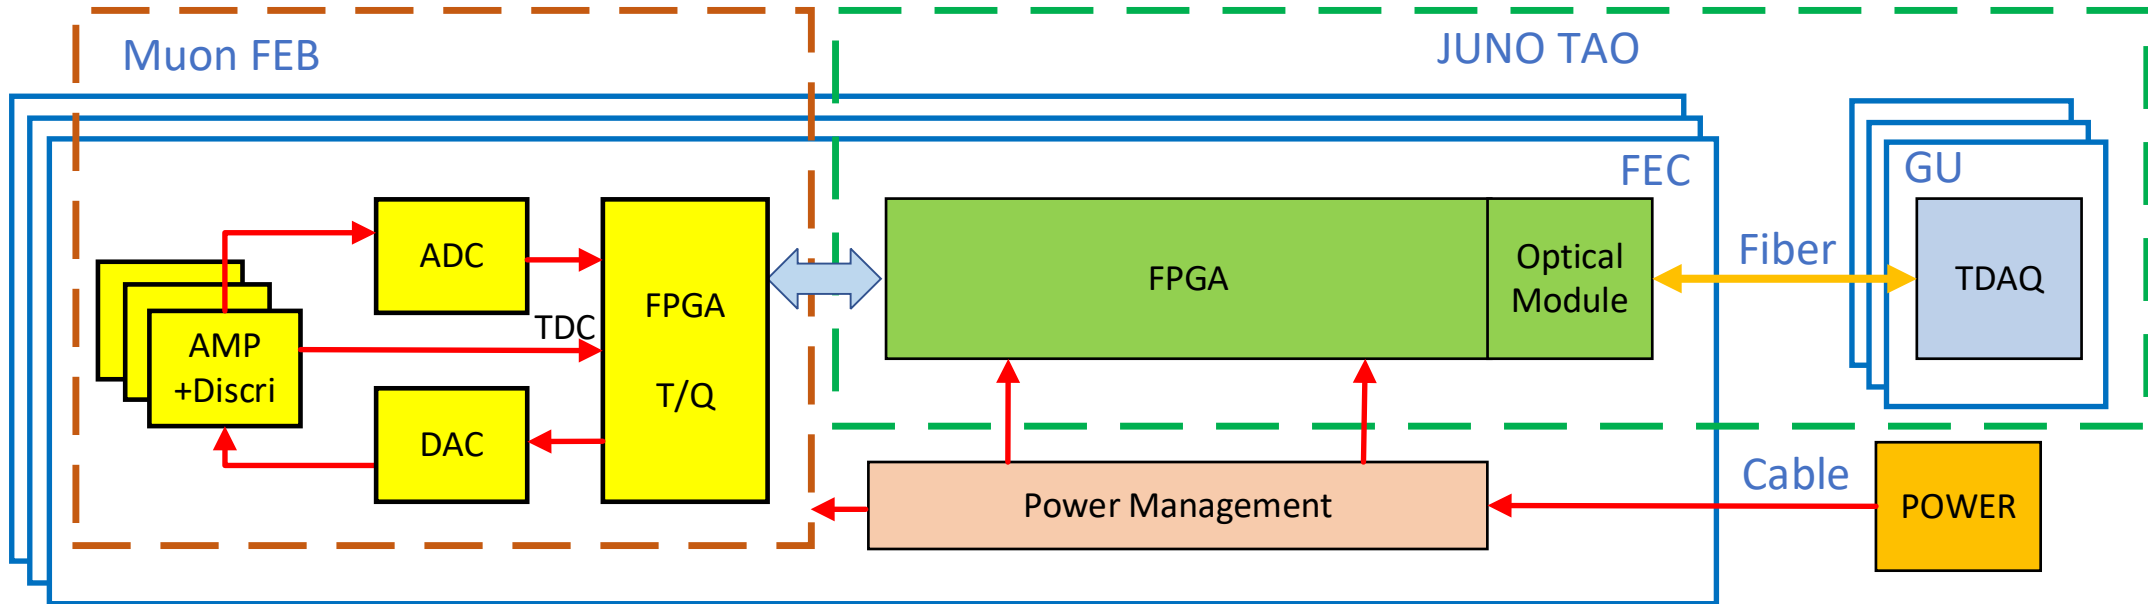 Muon FEB
JUNO TAO
FEC
GU
ADC
FPGA
T/Q
TDC
AMP
+Discri
DAC
FPGA
Optical
Module
Fiber
TDAQ
Power Management
Cable
POWER